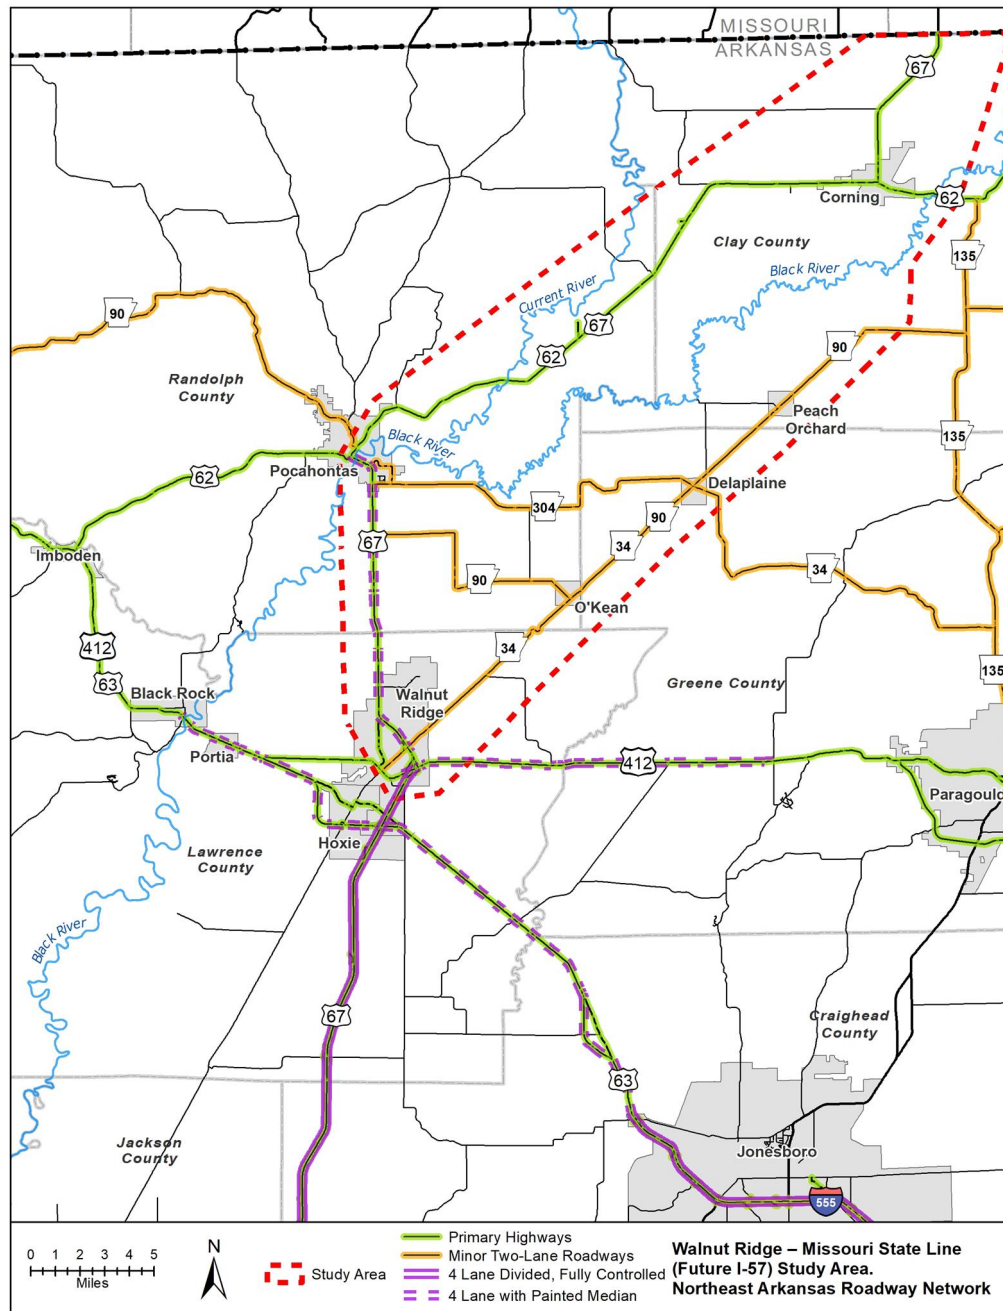 MISSOURI
ARKANSAS
67
Corning
62
Clay County
135
Black River
Current River
67
90
62
90
Randolph
County
Peach
Orchard
Black River
135
62
Pocahontas
Delaplaine
304
90
67
34
Imboden
90
34
O'Kean
412
34
63
135
Black Rock
Walnut
Ridge
Greene County
Portia
412
Paragould
Hoxie
Lawrence
County
Black River
67
Craighead
County
63
Jackson
County
Jonesboro
555
0 1 2 3 4 5
Miles
N
Study Area
Primary Highways
Minor Two-Lane Roadways
4 Lane Divided, Fully Controlled
4 Lane with Painted Median
Walnut Ridge – Missouri State Line
(Future I-57) Study Area.
Northeast Arkansas Roadway Network